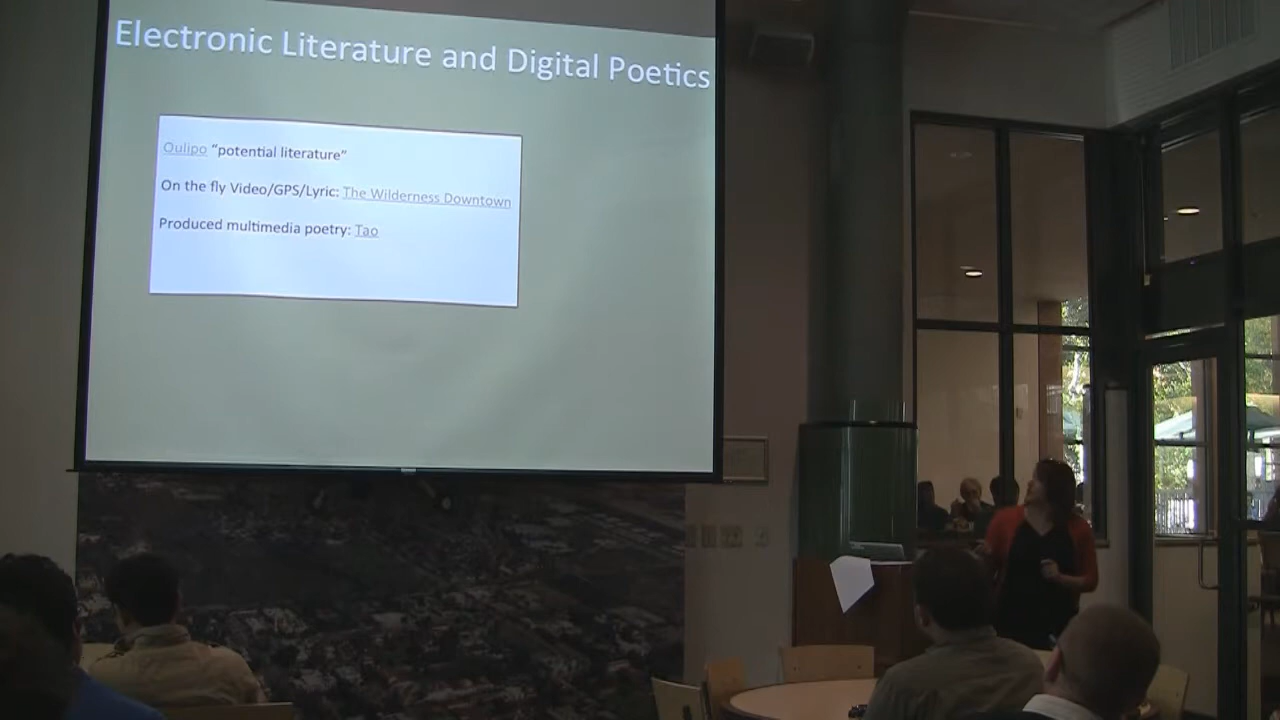 Electronic Literature and Digital Poetics
Oulipo “potential literature”
On the fly Video/GPS/Lyric: The Wilderness Downtown
Produced multimedia poetry: Tao